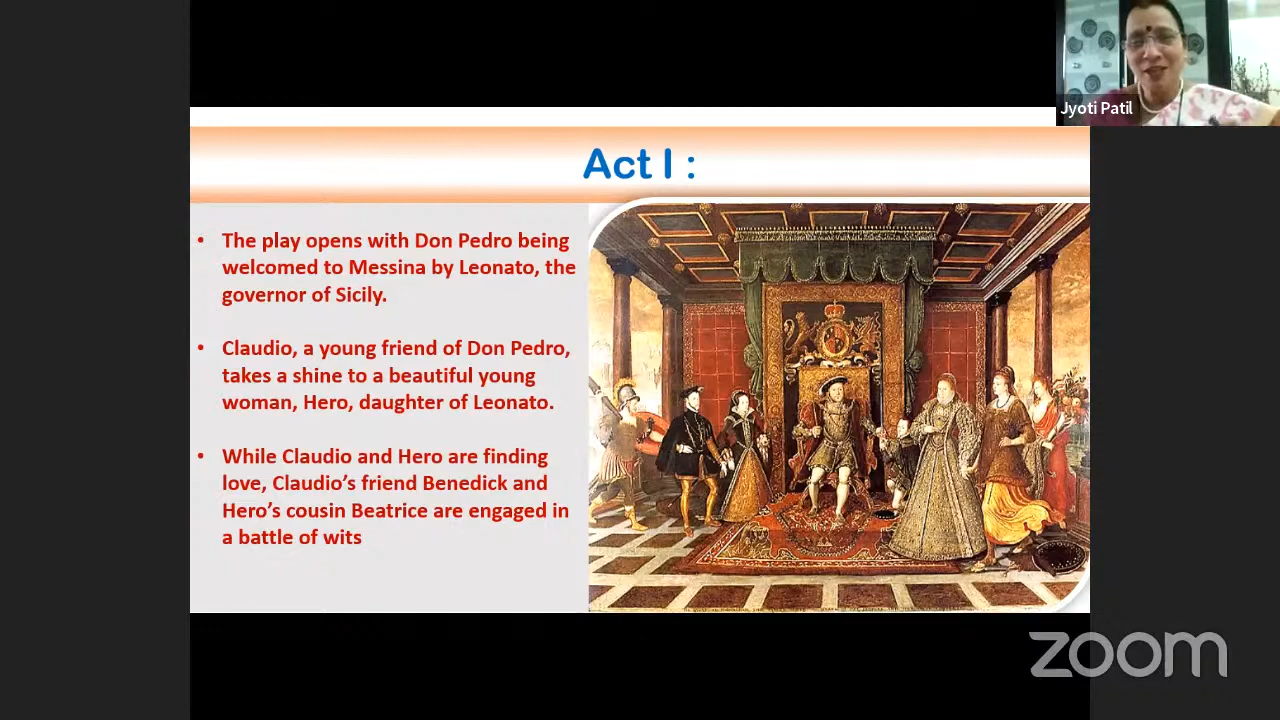 Jyoti Patil
Act I :
• The play opens with Don Pedro being
welcomed to Messina by Leonato, the
governor of Sicily.
• Claudio, a young friend of Don Pedro,
takes a shine to a beautiful young
woman, Hero, daughter of Leonato.
• While Claudio and Hero are finding
love, Claudio’s friend Benedick and
Hero’s cousin Beatrice are engaged in
a battle of wits
zoom